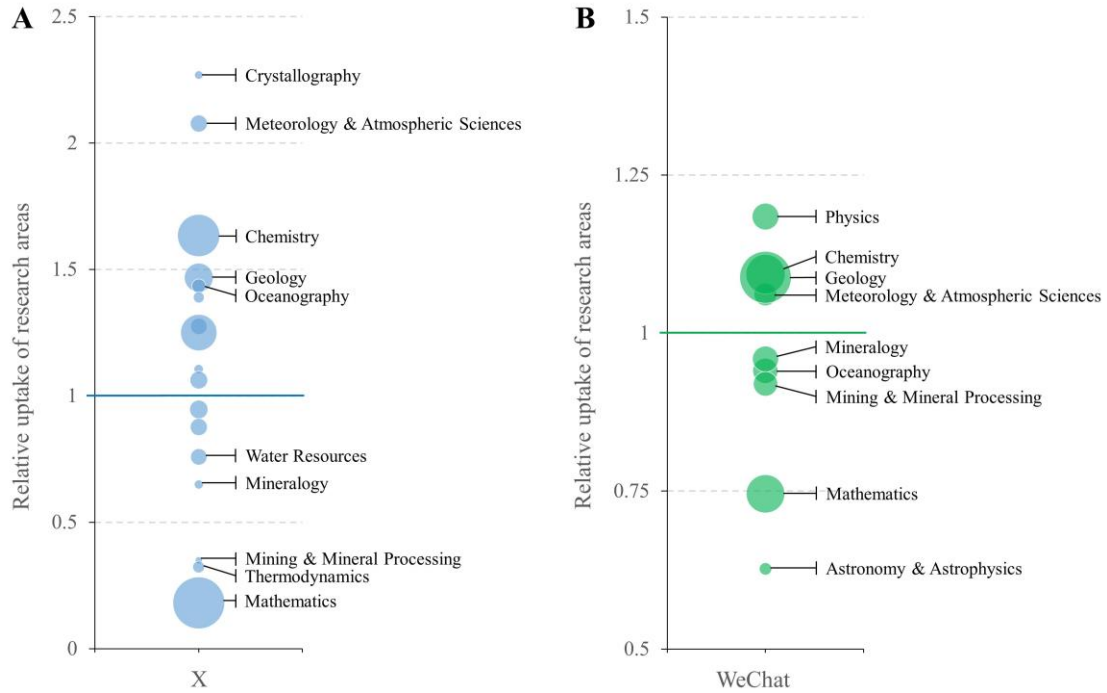 A
Relative uptake of research areas
2.5
2
1.5
1
0.5
0
Crystallography
Meteorology & Atmospheric Sciences
Chemistry
Geology
Oceanography
Water Resources
Mineralogy
Mining & Mineral Processing
Thermodynamics
Mathematics
X
B
Relative uptake of research areas
1.5
1.25
1
0.75
0.5
Physics
Chemistry
Geology
Meteorology & Atmospheric Sciences
Mineralogy
Oceanography
Mining & Mineral Processing
Mathematics
Astronomy & Astrophysics
WeChat